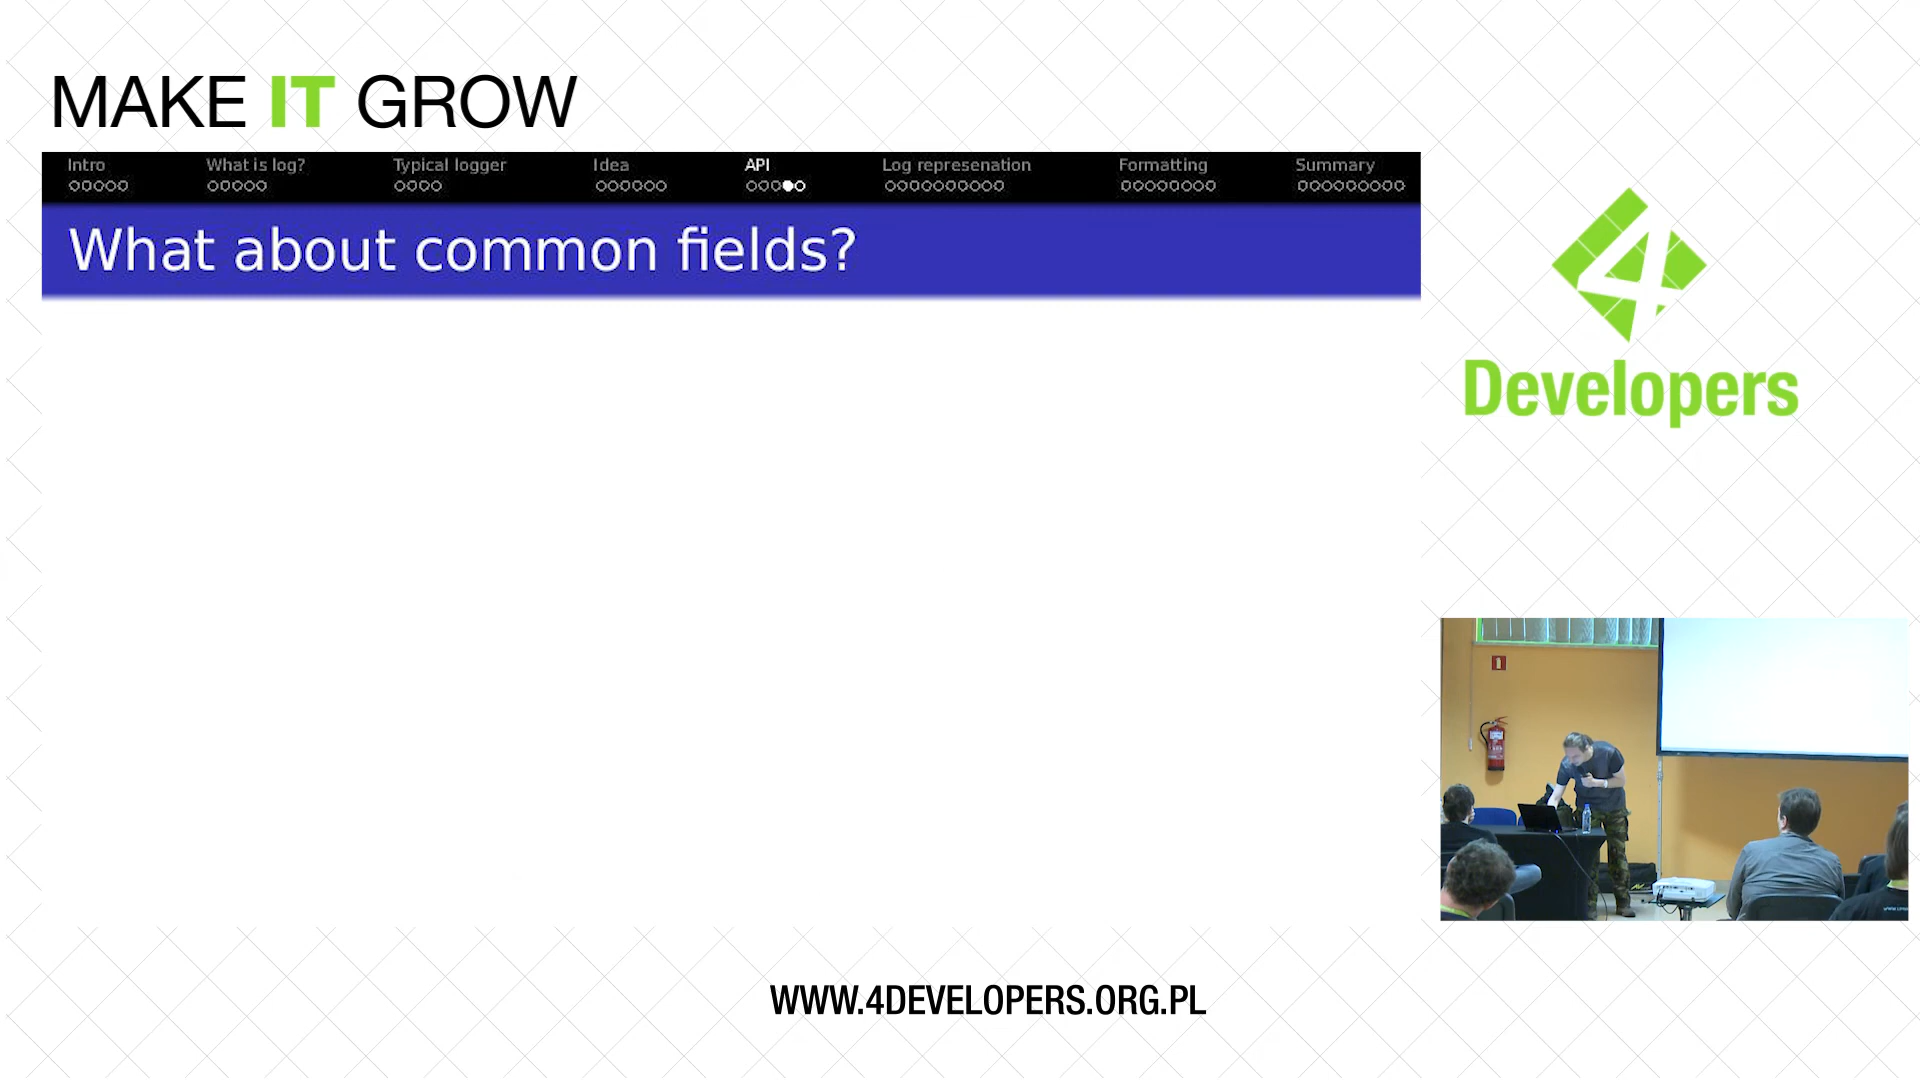 MAKE IT GROW
Intro What is log? Typical logger Idea API Log represenation Formatting Summary
What about common fields?
4
Developers
WWW.4DEVELOPERS.ORG.PL